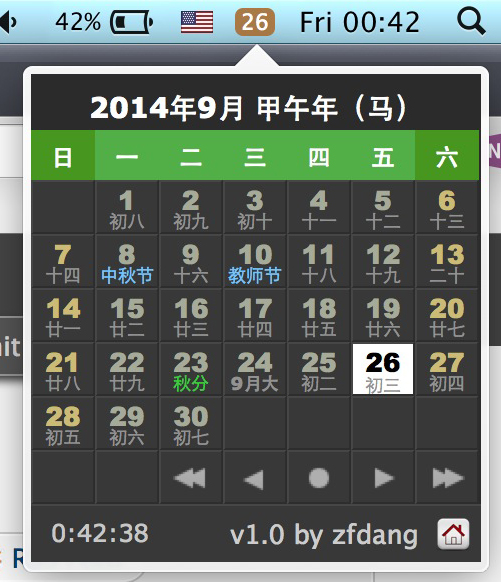 42% 26 Fri 00:42
2014年9月 甲午年（马）
日 一 二 三 四 五 六
1 2 3 4 5 6
初八 初九 初十 十一 十二 十三
7 8 9 10 11 12 13
十四 中秋节 十六 教师节 十八 十九 二十
14 15 16 17 18 19 20
廿一 廿二 廿三 廿四 廿五 廿六 廿七
21 22 23 24 25 26 27
廿八 廿九 秋分 9月大 初二 初三 初四
28 29 30
初五 初六 初七
0:42:38 v1.0 by zfdang